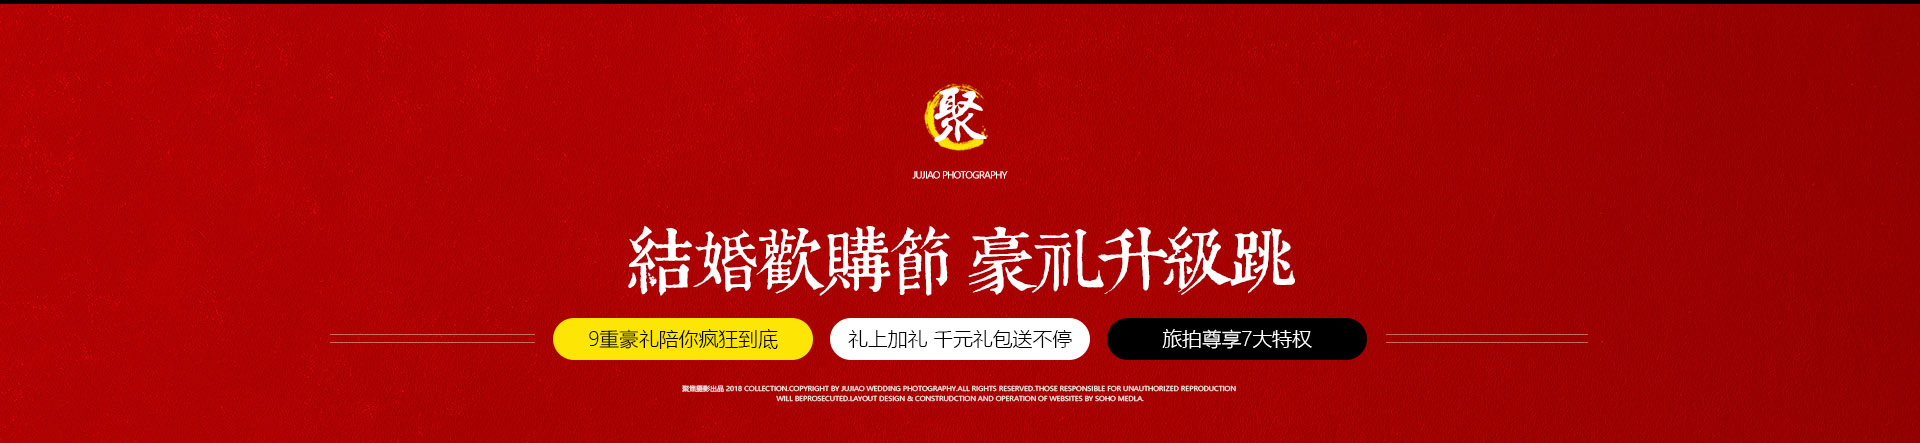 聚
JUJIAO PHOTOGRAPHY
結婚歡購節 豪礼升級跳
9重豪礼陪你疯狂到底
礼上加礼 千元礼包送不停
旅拍尊享7大特权
聚焦摄影出品 2018 COLLECTION.COPYRIGHT BY JUJIAO WEDDING PHOTOGRAPHY.ALL RIGHTS RESERVED.THOSE RESPONSIBLE FOR UNAUTHORIZED REPRODUCTION
WILL BEPROSECUTED.LAYOUT DESIGN & CONSTRUDCTION AND OPERATION OF WEBSITES BY SOHO MEDLA.